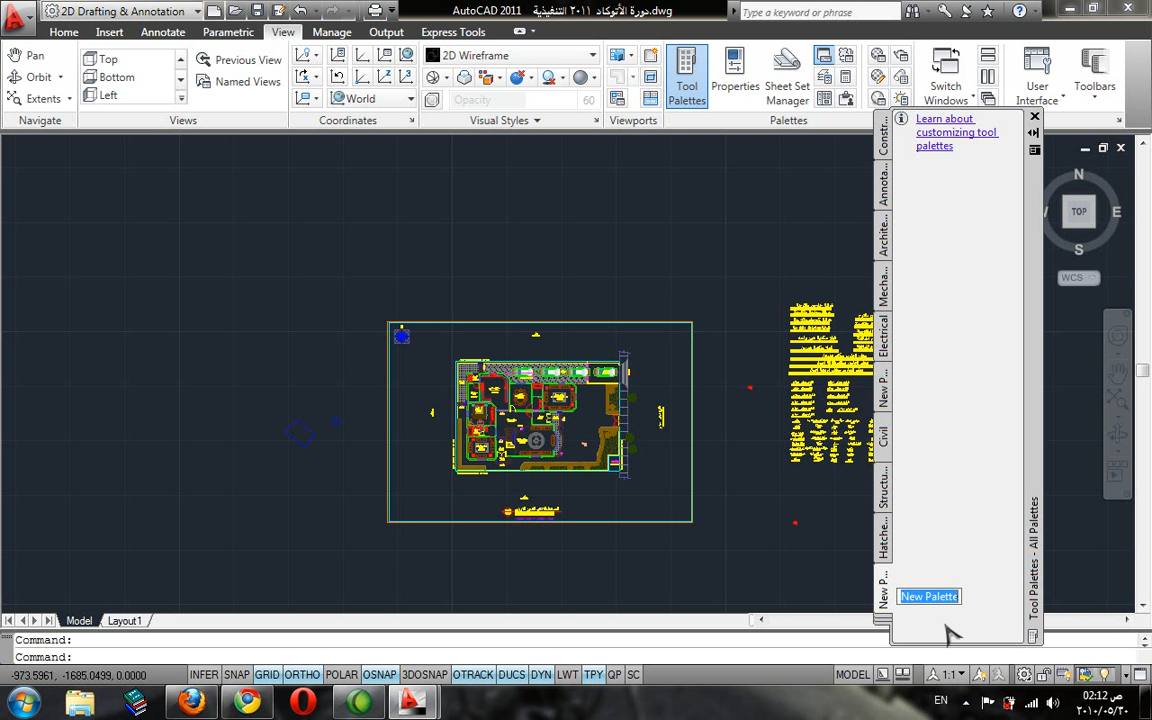 2D Drafting & Annotation
AutoCAD 2011
دورة الأتوكاد ٢٠١١ التنفيذية.dwg
Type a keyword or phrase
Home Insert Annotate Parametric View Manage Output Express Tools
Pan
Orbit
Extents
Navigate
Top
Bottom
Left
Previous View
Named Views
Views
World
Coordinates
2D Wireframe
Opacity 60
Visual Styles
Viewports
Tool
Palettes
Properties
Sheet Set
Manager
Palettes
Switch
Windows
User
Interface
Toolbars
Constr...
Annota...
Archite...
Mecha...
Electrical
New P...
Civil
Structu...
Hatche...
New P...
Learn about
customizing tool
palettes
New Palette
Tool Palettes - All Palettes
N
TOP
E
S
WCS
Model Layout1
Command:
Command:
-973.5961, -1685.0499, 0.0000
INFER SNAP GRID ORTHO POLAR OSNAP 3DOSNAP OTRACK DUCS DYN LWT TPY QP SC
MODEL
1:1
EN
02:12 ص
٢٠١٠/٠٥/٣٠